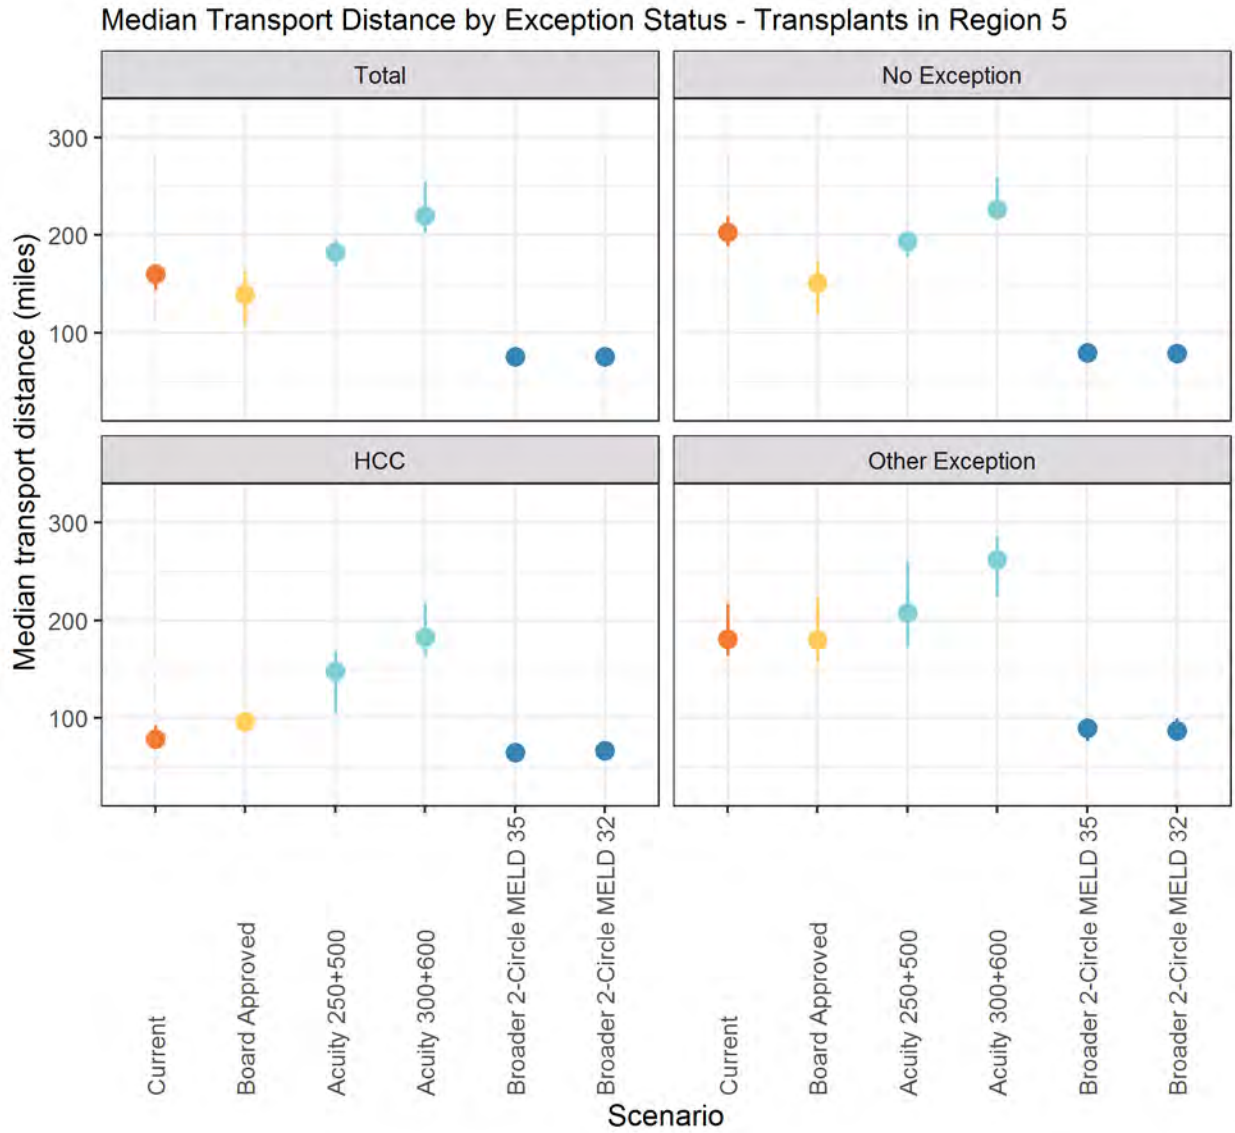 Median Transport Distance by Exception Status - Transplants in Region 5
Total
No Exception
300
200
100
HCC
Other Exception
300
200
100
Median transport distance (miles)
Current
Board Approved
Acuity 250+500
Acuity 300+600
Broader 2-Circle MELD 35
Broader 2-Circle MELD 32
Current
Board Approved
Acuity 250+500
Acuity 300+600
Broader 2-Circle MELD 35
Broader 2-Circle MELD 32
Scenario